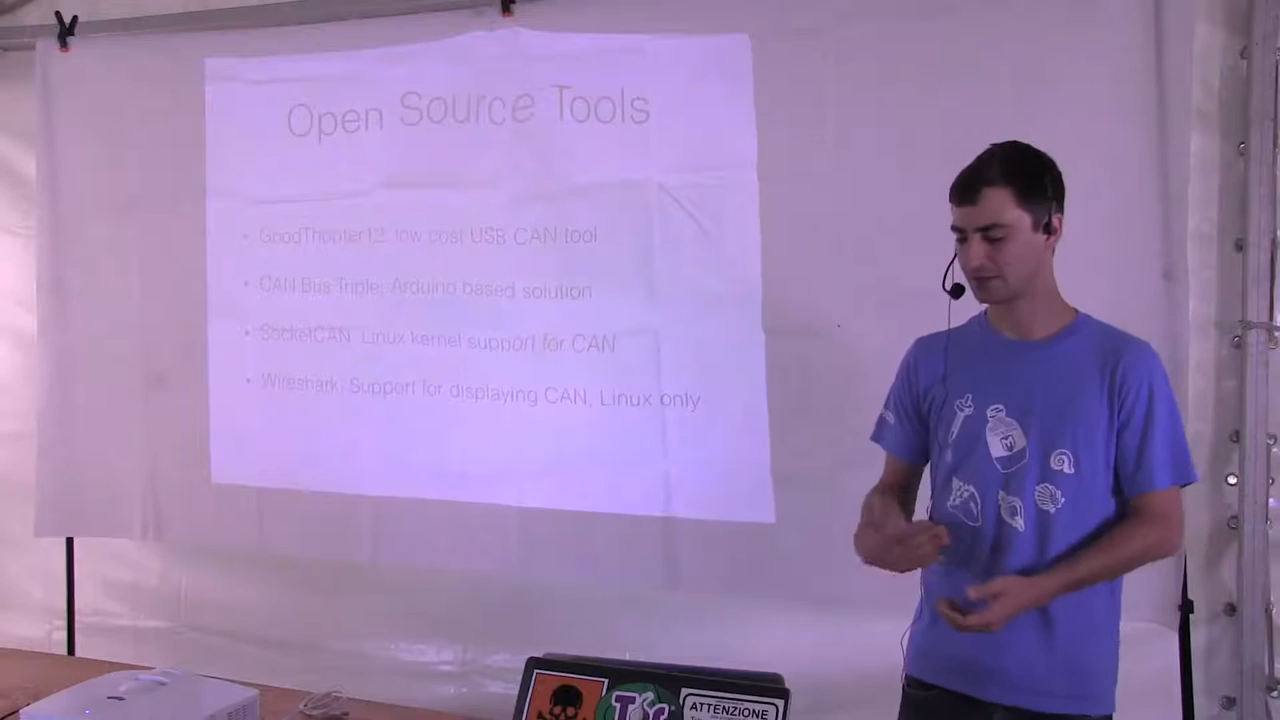 Open Source Tools
• GoodThopter12: low cost USB CAN tool
• CAN Bus Triple: Arduino based solution
• SocketCAN: Linux kernel support for CAN
• Wireshark: Support for displaying CAN, Linux only
M
ATTENZIONE